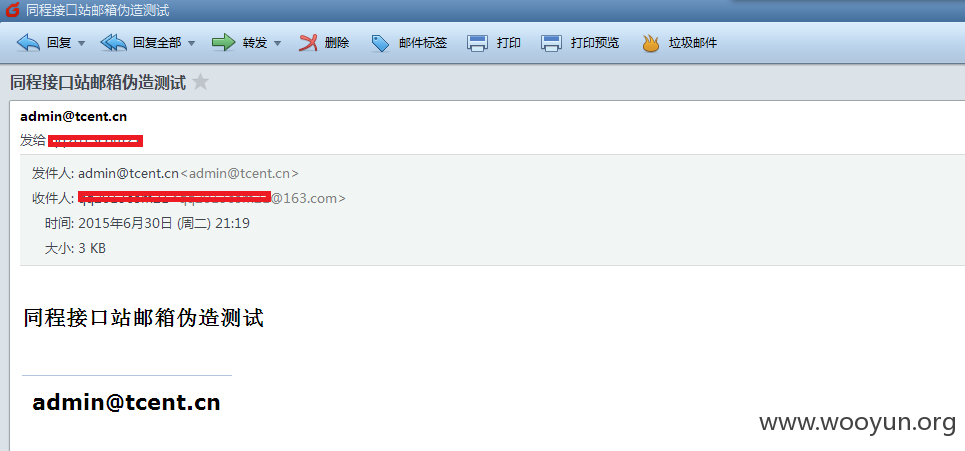 同程接口站邮箱伪造测试
回复 回复全部 转发 删除 邮件标签 打印 打印预览 垃圾邮件
同程接口站邮箱伪造测试
admin@tcent.cn
发给
发件人: admin@tcent.cn<admin@tcent.cn>
收件人: @163.com>
时间: 2015年6月30日 (周二) 21:19
大小: 3 KB
同程接口站邮箱伪造测试
admin@tcent.cn
www.wooyun.org